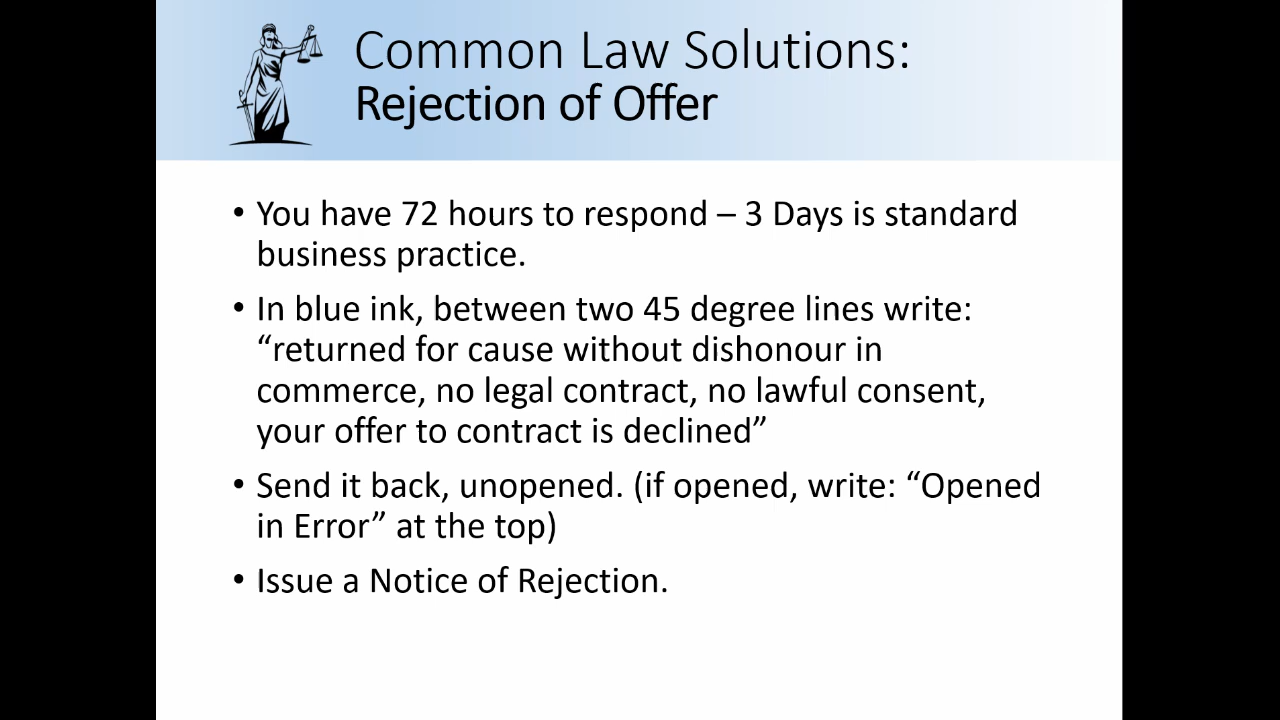 Common Law Solutions:
Rejection of Offer
• You have 72 hours to respond – 3 Days is standard
business practice.
• In blue ink, between two 45 degree lines write:
“returned for cause without dishonour in
commerce, no legal contract, no lawful consent,
your offer to contract is declined”
• Send it back, unopened. (if opened, write: “Opened
in Error” at the top)
• Issue a Notice of Rejection.